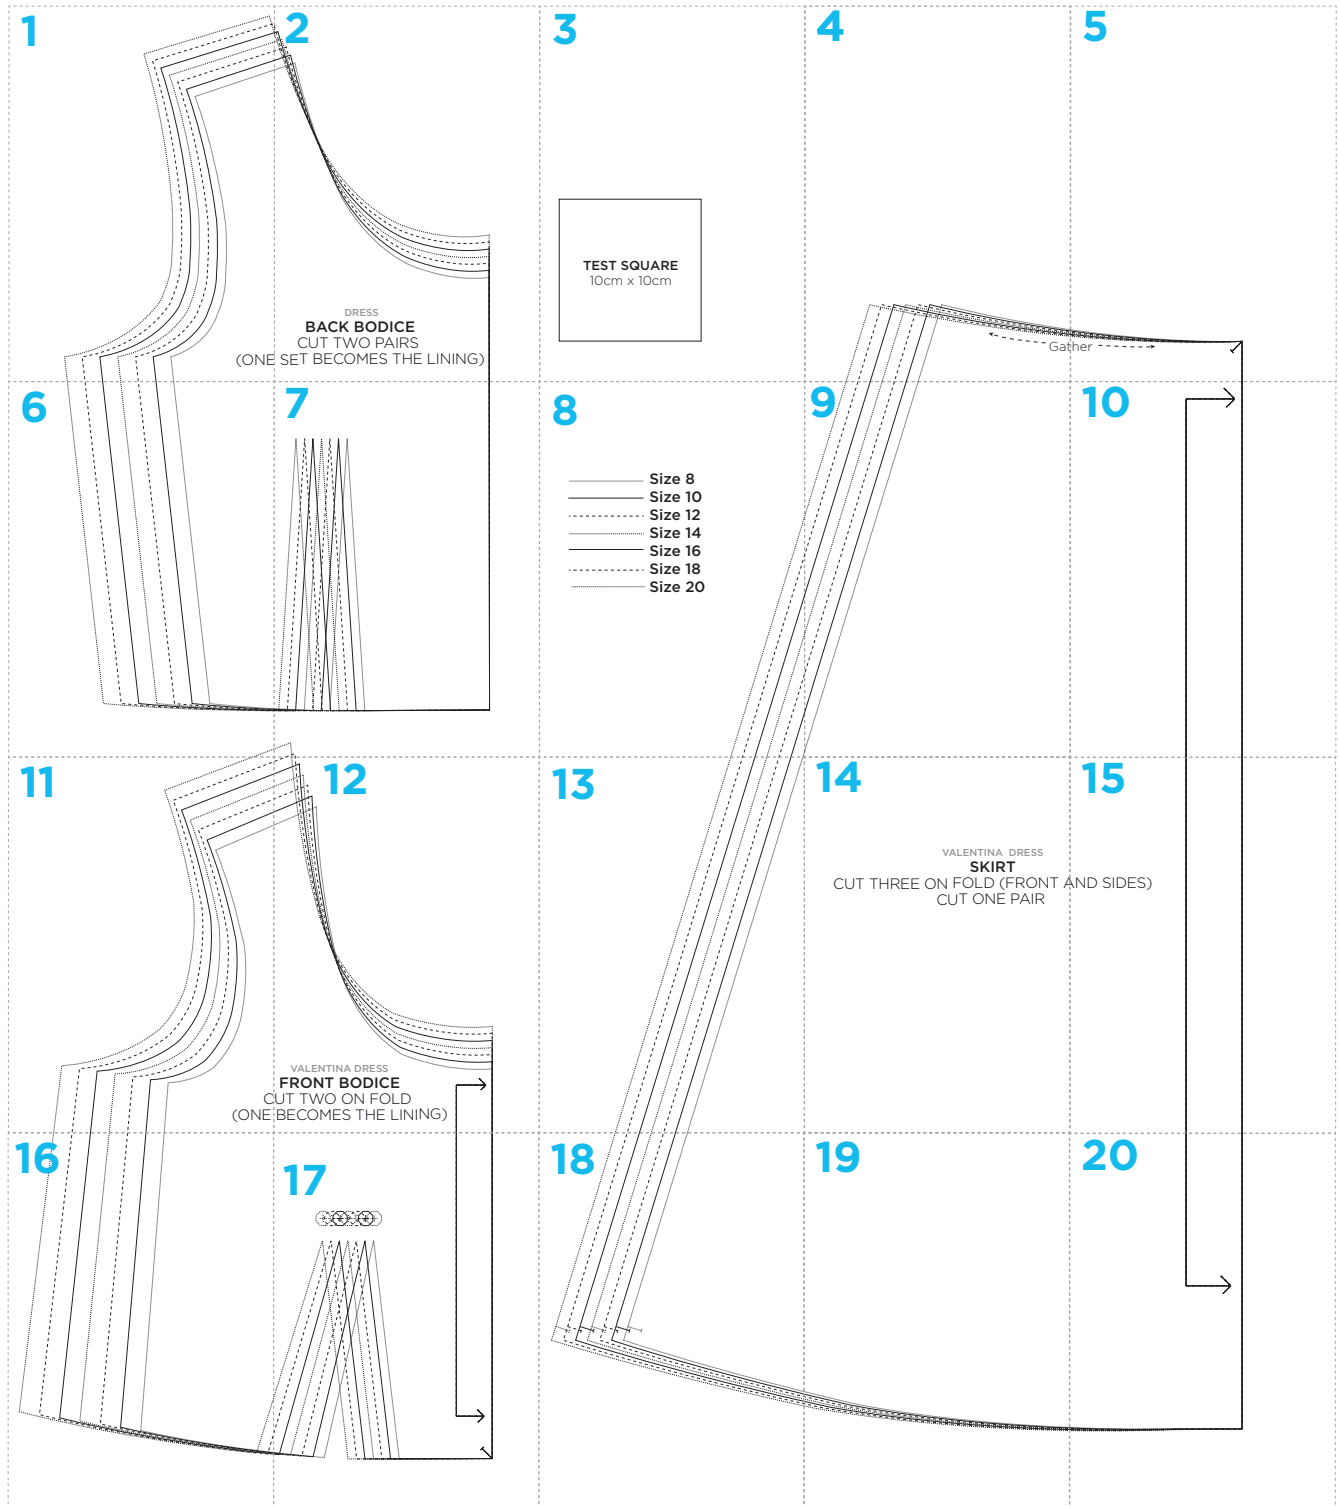 1
2
3
4
5
TEST SQUARE
10cm x 10cm
DRESS
BACK BODICE
CUT TWO PAIRS
(ONE SET BECOMES THE LINING)
Gather
6
7
8
9
10
Size 8
Size 10
Size 12
Size 14
Size 16
Size 18
Size 20
11
12
13
14
15
VALENTINA DRESS
SKIRT
CUT THREE ON FOLD (FRONT AND SIDES)
CUT ONE PAIR
VALENTINA DRESS
FRONT BODICE
CUT TWO ON FOLD
(ONE BECOMES THE LINING)
16
17
18
19
20